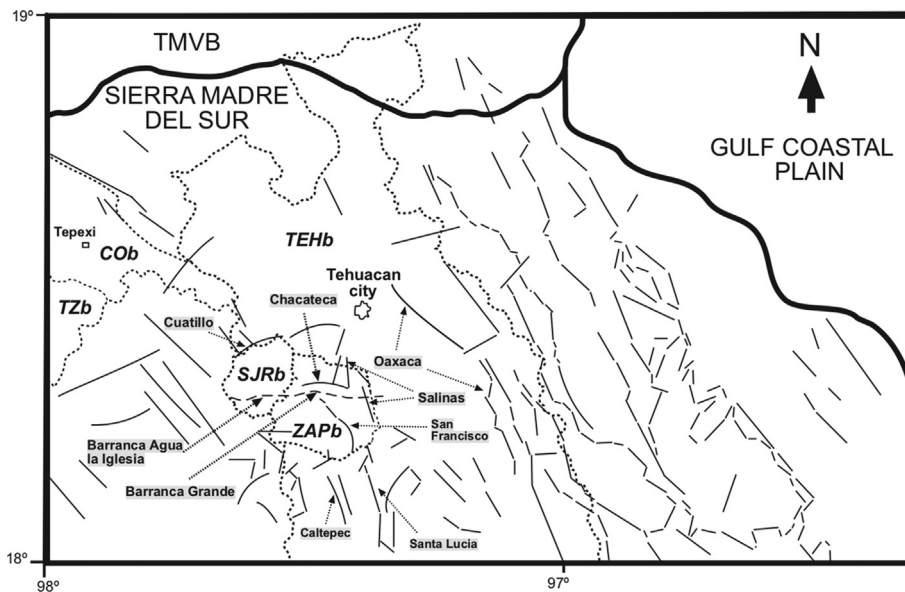 19º
TMVB
N
SIERRA MADRE
DEL SUR
GULF COASTAL
PLAIN
Tepexi
COb
TEHb
TZb
Tehuacan
city
Chacateca
Cuatillo
Oaxaca
SJRb
Salinas
ZAPb
San
Francisco
Barranca Agua
la Iglesia
Barranca Grande
Caltepec
Santa Lucia
18º
98º
97º